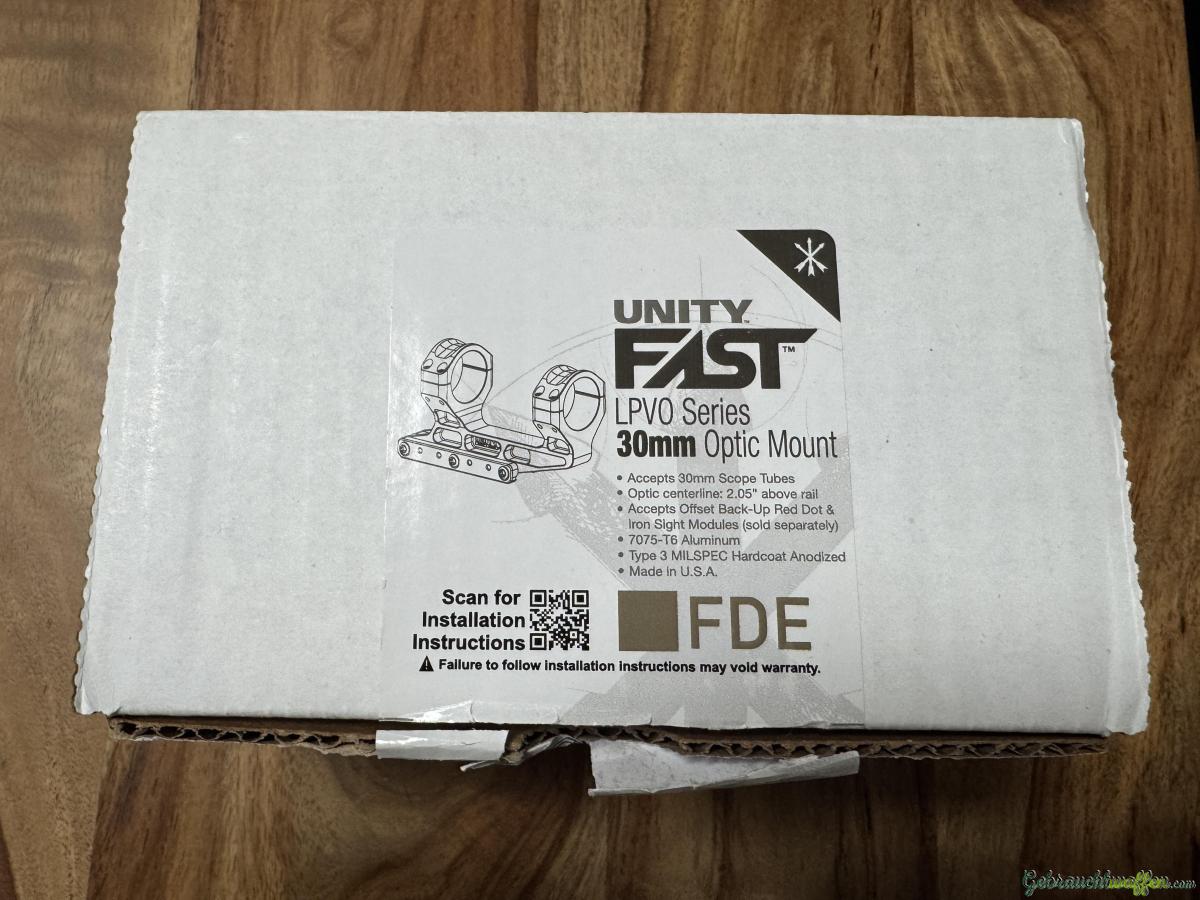 UNITY™
FAST™
LPVO Series
30mm Optic Mount
• Accepts 30mm Scope Tubes
• Optic centerline: 2.05" above rail
• Accepts Offset Back-Up Red Dot &
Iron Sight Modules (sold separately)
• 7075-T6 Aluminum
• Type 3 MILSPEC Hardcoat Anodized
• Made in U.S.A.
Scan for
Installation
Instructions
FDE
Failure to follow installation instructions may void warranty.
Gebrauchtwaffen.com